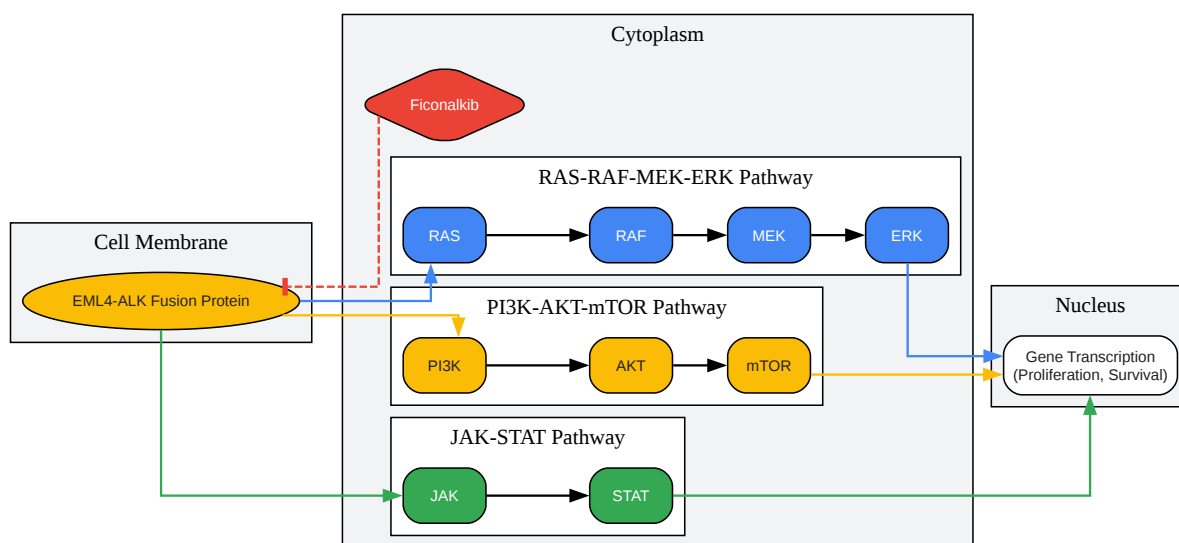 Cytoplasm
Ficonalkib
RAS-RAF-MEK-ERK Pathway
RAS
RAF
MEK
ERK
Cell Membrane
EML4-ALK Fusion Protein
PI3K-AKT-mTOR Pathway
PI3K
AKT
mTOR
Nucleus
Gene Transcription
(Proliferation, Survival)
JAK-STAT Pathway
JAK
STAT